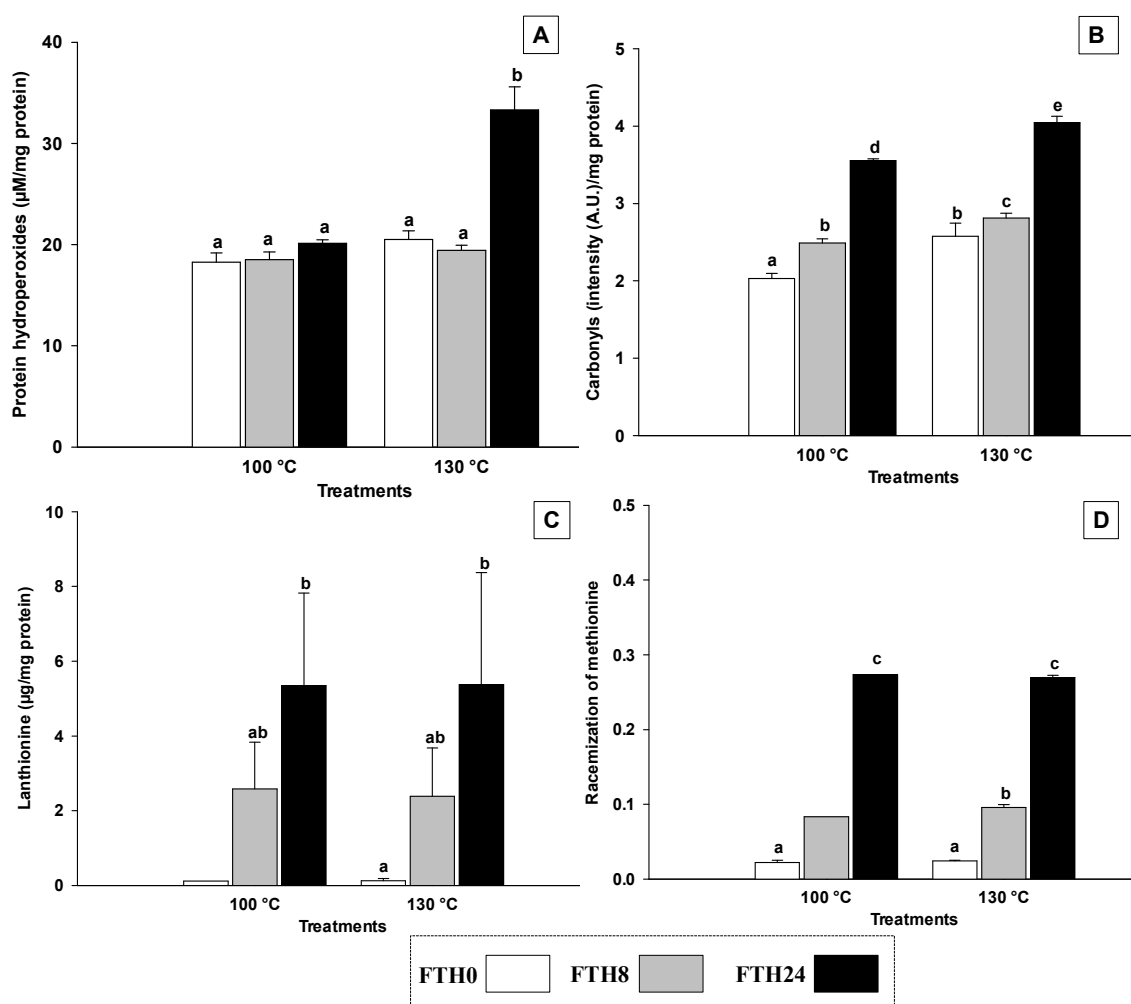 A
Protein hydroperoxides (µM/mg protein)
40
30
20
10
0
a
a
a
a
a
b
100 °C
130 °C
Treatments
B
Carbonyls (intensity (A.U.)/mg protein)
5
4
3
2
1
0
a
b
d
b
c
e
100 °C
130 °C
Treatments
C
Lanthionine (µg/mg protein)
10
8
6
4
2
0
ab
b
a
ab
b
100 °C
130 °C
Treatments
D
Racemization of methionine
0.5
0.4
0.3
0.2
0.1
0.0
a
c
a
b
c
100 °C
130 °C
Treatments
FTH0 FTH8 FTH24